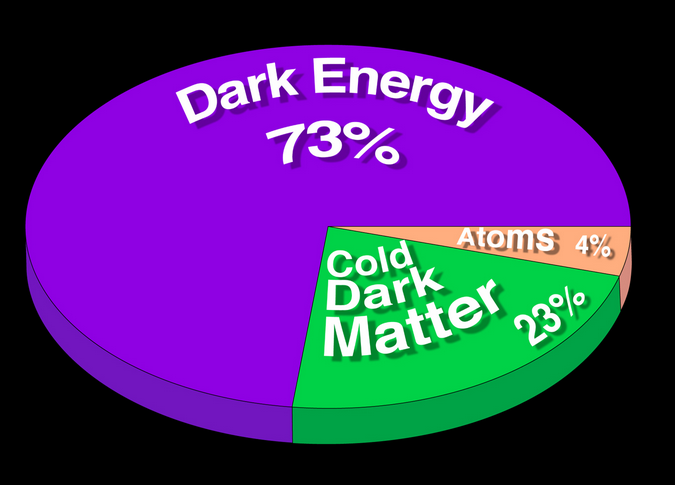 Dark Energy
73%
Atoms 4%
Cold
Dark
Matter
23%